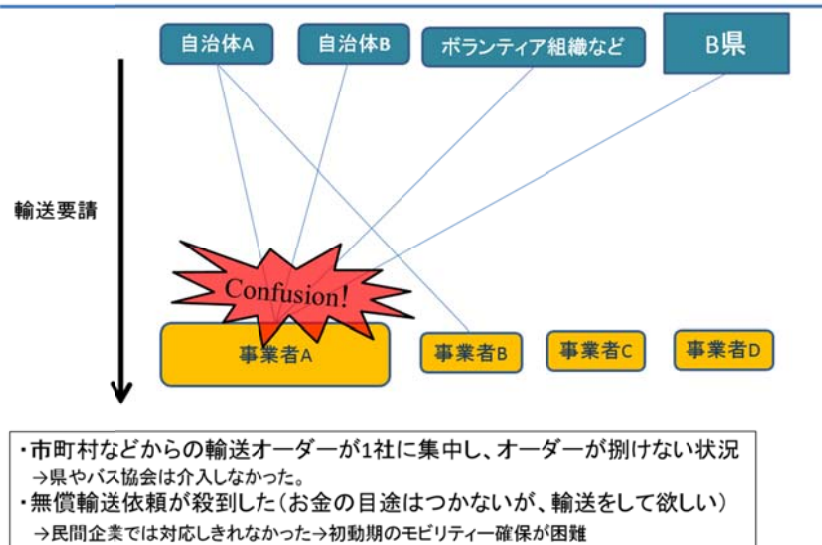 自治体A 自治体B ボランティア組織など B県
輸送要請
Confusion!
事業者A 事業者B 事業者C 事業者D
・市町村などからの輸送オーダーが1社に集中し、オーダーが捌けない状況
→県やバス協会は介入しなかった。
・無償輸送依頼が殺到した(お金の目途はつかないが、輸送をして欲しい)
→民間企業では対応しきれなかった→初動期のモビリティー確保が困難